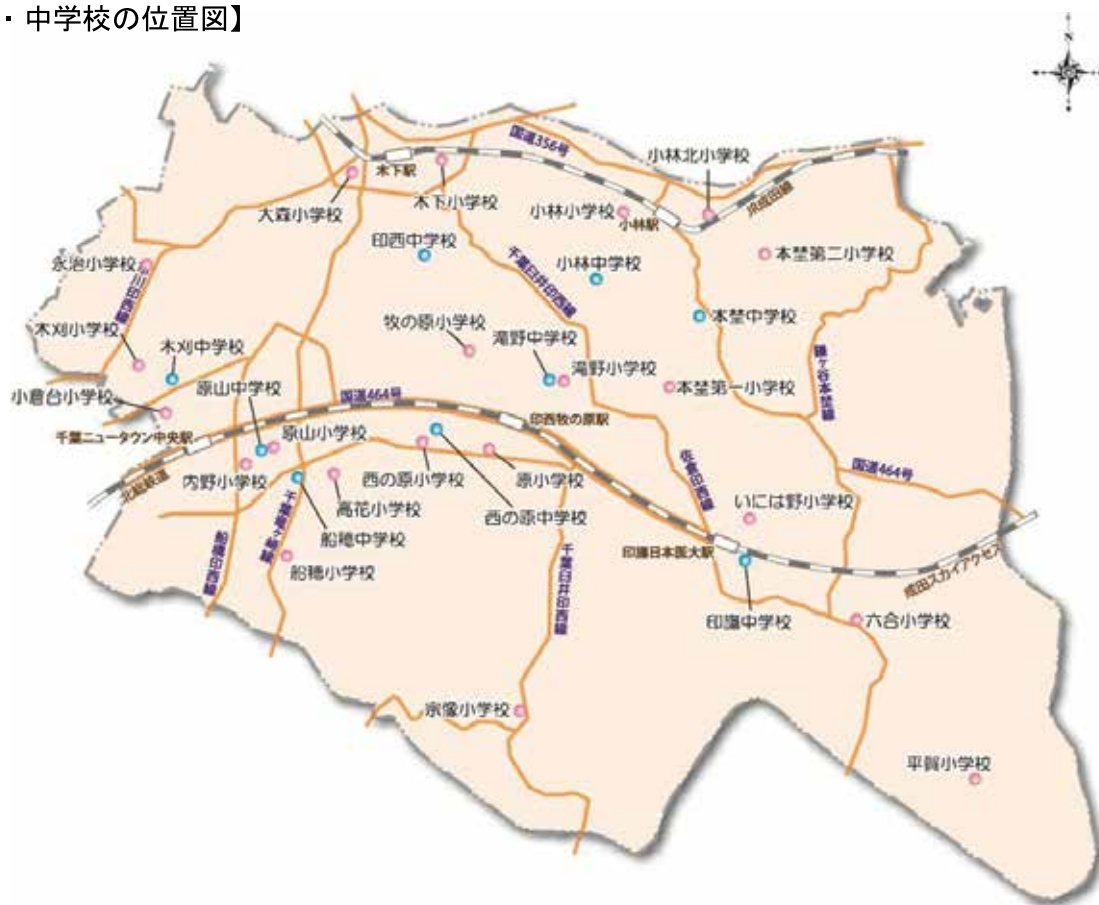 ・中学校の位置図】
N
国道356号
小林北小学校
木下駅
JR成田線
大森小学校
木下小学校
小林小学校
小林駅
印西中学校
千葉臼井印西線
小林中学校
本埜第二小学校
永治小学校
川印西線
木刈小学校
木刈中学校
牧の原小学校
滝野中学校
本埜中学校
滝野小学校
鎌ヶ谷本埜線
本埜第一小学校
小倉台小学校
原山中学校
国道464号
印西牧の原駅
千葉ニュータウン中央駅
原山小学校
北総鉄道
内野小学校
西の原小学校
原小学校
佐倉印西線
国道464号
高花小学校
西の原中学校
いには野小学校
船穂中学校
千葉竜ヶ崎線
船橋印西線
船穂小学校
千葉臼井印西線
印旛日本医大駅
成田スカイアクセス
印旛中学校
六合小学校
宗像小学校
平賀小学校